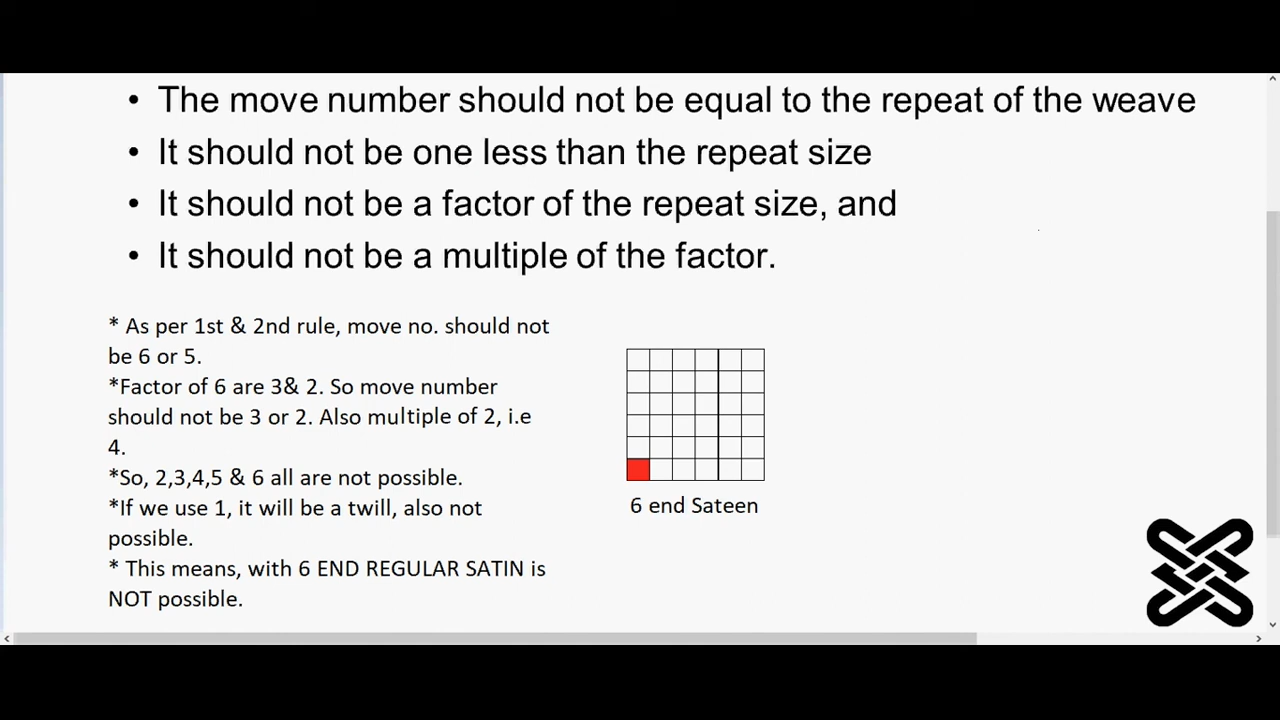 • The move number should not be equal to the repeat of the weave
• It should not be one less than the repeat size
• It should not be a factor of the repeat size, and
• It should not be a multiple of the factor.
* As per 1st & 2nd rule, move no. should not
be 6 or 5.
*Factor of 6 are 3& 2. So move number
should not be 3 or 2. Also multiple of 2, i.e
4.
*So, 2,3,4,5 & 6 all are not possible.
*If we use 1, it will be a twill, also not
possible.
* This means, with 6 END REGULAR SATIN is
NOT possible.
6 end Sateen